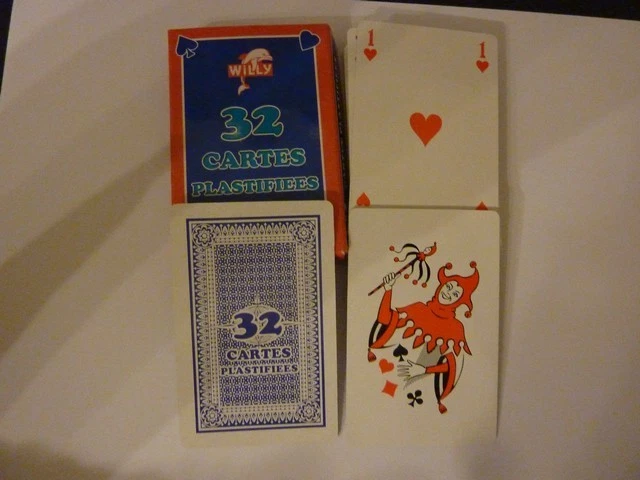 WILLY
32
CARTES
PLASTIFIEES
1
1
32
CARTES
PLASTIFIEES